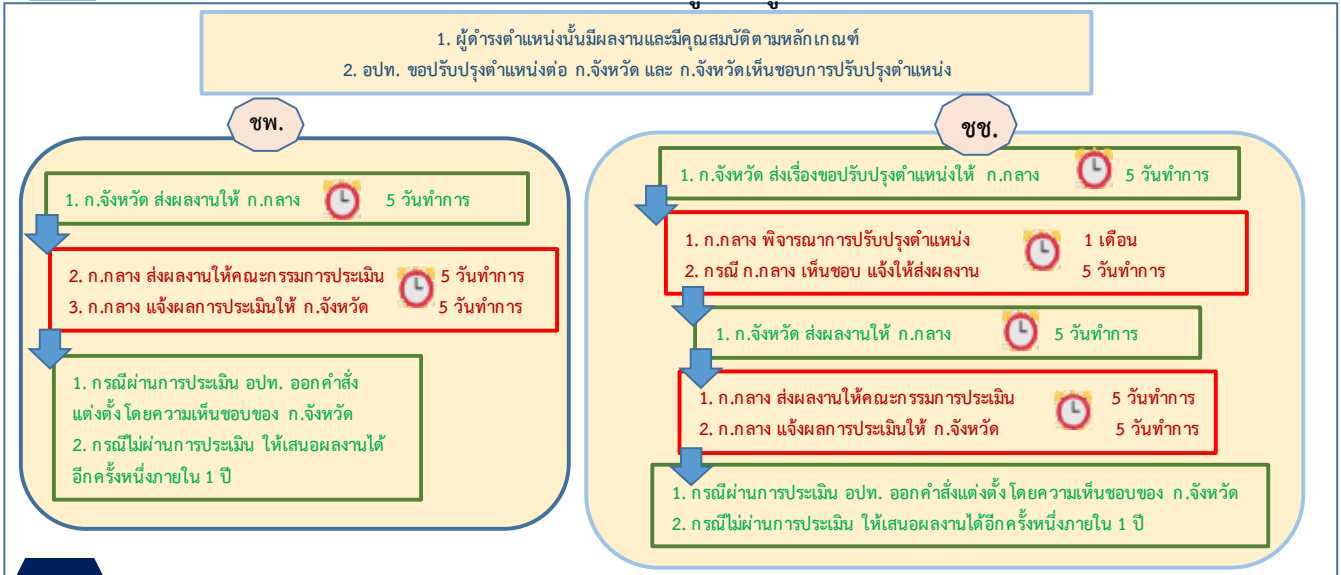 1. ผู้ดำรงตำแหน่งนั้นมีผลงานและมีคุณสมบัติตามหลักเกณฑ์
2. อปท. ขอปรับปรุงตำแหน่งต่อ ก.จังหวัด และ ก.จังหวัดเห็นชอบการปรับปรุงตำแหน่ง
ชพ.
1. ก.จังหวัด ส่งผลงานให้ ก.กลาง 5 วันทำการ
2. ก.กลาง ส่งผลงานให้คณะกรรมการประเมิน 5 วันทำการ
3. ก.กลาง แจ้งผลการประเมินให้ ก.จังหวัด 5 วันทำการ
1. กรณีผ่านการประเมิน อปท. ออกคำสั่ง
แต่งตั้ง โดยความเห็นชอบของ ก.จังหวัด
2. กรณีไม่ผ่านการประเมิน ให้เสนอผลงานได้
อีกครั้งหนึ่งภายใน 1 ปี
ชช.
1. ก.จังหวัด ส่งเรื่องขอปรับปรุงตำแหน่งให้ ก.กลาง 5 วันทำการ
1. ก.กลาง พิจารณาการปรับปรุงตำแหน่ง 1 เดือน
2. กรณี ก.กลาง เห็นชอบ แจ้งให้ส่งผลงาน 5 วันทำการ
1. ก.จังหวัด ส่งผลงานให้ ก.กลาง 5 วันทำการ
1. ก.กลาง ส่งผลงานให้คณะกรรมการประเมิน 5 วันทำการ
2. ก.กลาง แจ้งผลการประเมินให้ ก.จังหวัด 5 วันทำการ
1. กรณีผ่านการประเมิน อปท. ออกคำสั่งแต่งตั้ง โดยความเห็นชอบของ ก.จังหวัด
2. กรณีไม่ผ่านการประเมิน ให้เสนอผลงานได้อีกครั้งหนึ่งภายใน 1 ปี